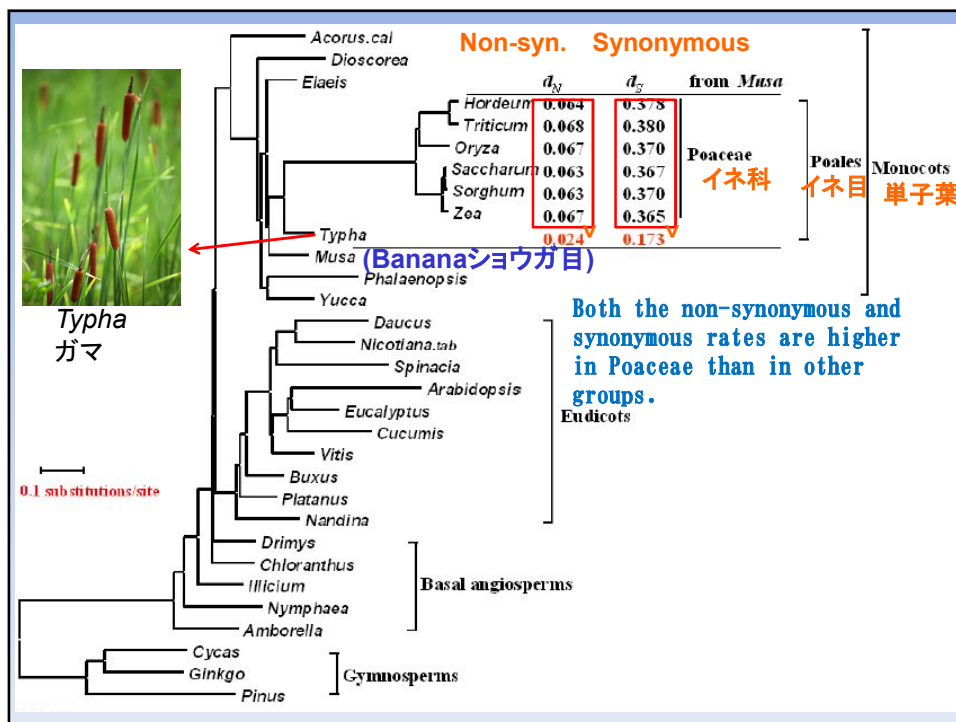 Non-syn. Synonymous
Acorus.cal
Dioscorea
Elaeis
d_N d_S from Musa
Hordeum 0.064 0.378
Triticum 0.068 0.380
Oryza 0.067 0.370
Saccharum 0.063 0.367
Sorghum 0.063 0.370
Zea 0.067 0.365
Poaceae
イネ科
Poales
イネ目
Monocots
単子葉
Typha 0.024 0.173
Musa (Bananaショウガ目)
Phalaenopsis
Yucca
Typha
ガマ
Both the non-synonymous and
synonymous rates are higher
in Poaceae than in other
groups.
Daucus
Nicotiana.tab
Spinacia
Arabidopsis
Eucalyptus
Cucumis
Vitis
Buxus
Platanus
Nandina
Eudicots
0.1 substitutions/site
Drimys
Chloranthus
Illicium
Nymphaea
Amborella
Basal angiosperms
Cycas
Ginkgo
Pinus
Gymnosperms